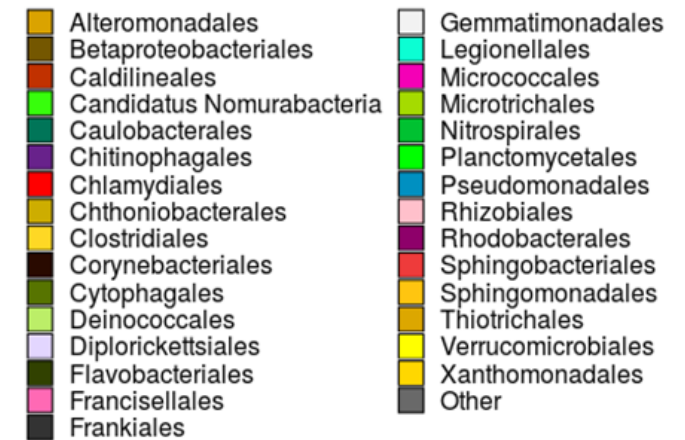 Alteromonadales
Betaproteobacteriales
Caldilineales
Candidatus Nomurabacteria
Caulobacterales
Chitinophagales
Chlamydiales
Chthoniobacterales
Clostridiales
Corynebacteriales
Cytophagales
Deinococcales
Diplorickettsiales
Flavobacteriales
Francisellales
Frankiales
Gemmatimonadales
Legionellales
Micrococcales
Microtrichales
Nitrospirales
Planctomycetales
Pseudomonadales
Rhizobiales
Rhodobacterales
Sphingobacteriales
Sphingomonadales
Thiotrichales
Verrucomicrobiales
Xanthomonadales
Other